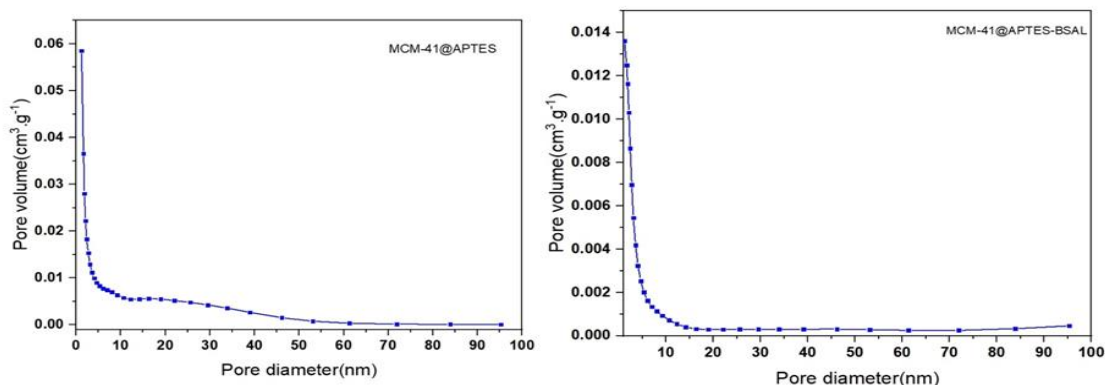 MCM-41@APTES
Pore volume(cm³.g⁻¹)
0.06
0.05
0.04
0.03
0.02
0.01
0.00
0 10 20 30 40 50 60 70 80 90 100
Pore diameter(nm)
MCM-41@APTES-BSAL
Pore volume(cm³.g⁻¹)
0.014
0.012
0.010
0.008
0.006
0.004
0.002
0.000
10 20 30 40 50 60 70 80 90 100
Pore diameter(nm)